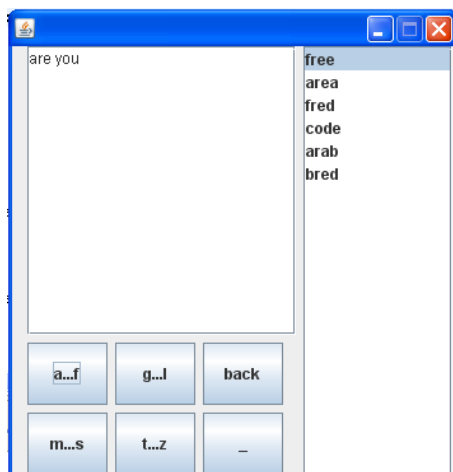 are you
free
area
fred
code
arab
bred
a...f
g...l
back
m...s
t...z
_